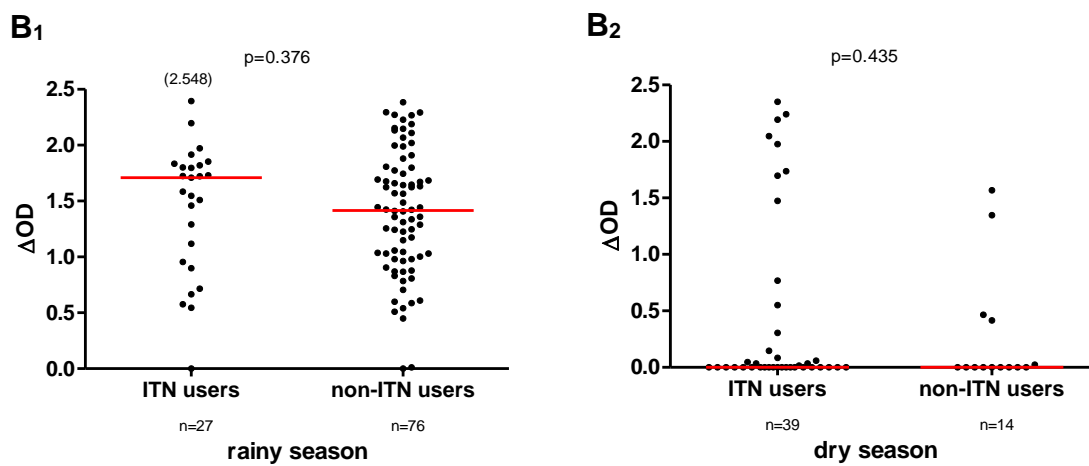 B1
p=0.376
(2.548)
2.5
2.0
1.5
1.0
0.5
0.0
ΔOD
ITN users non-ITN users
n=27 n=76
rainy season
B2
p=0.435
2.5
2.0
1.5
1.0
0.5
0.0
ΔOD
ITN users non-ITN users
n=39 n=14
dry season